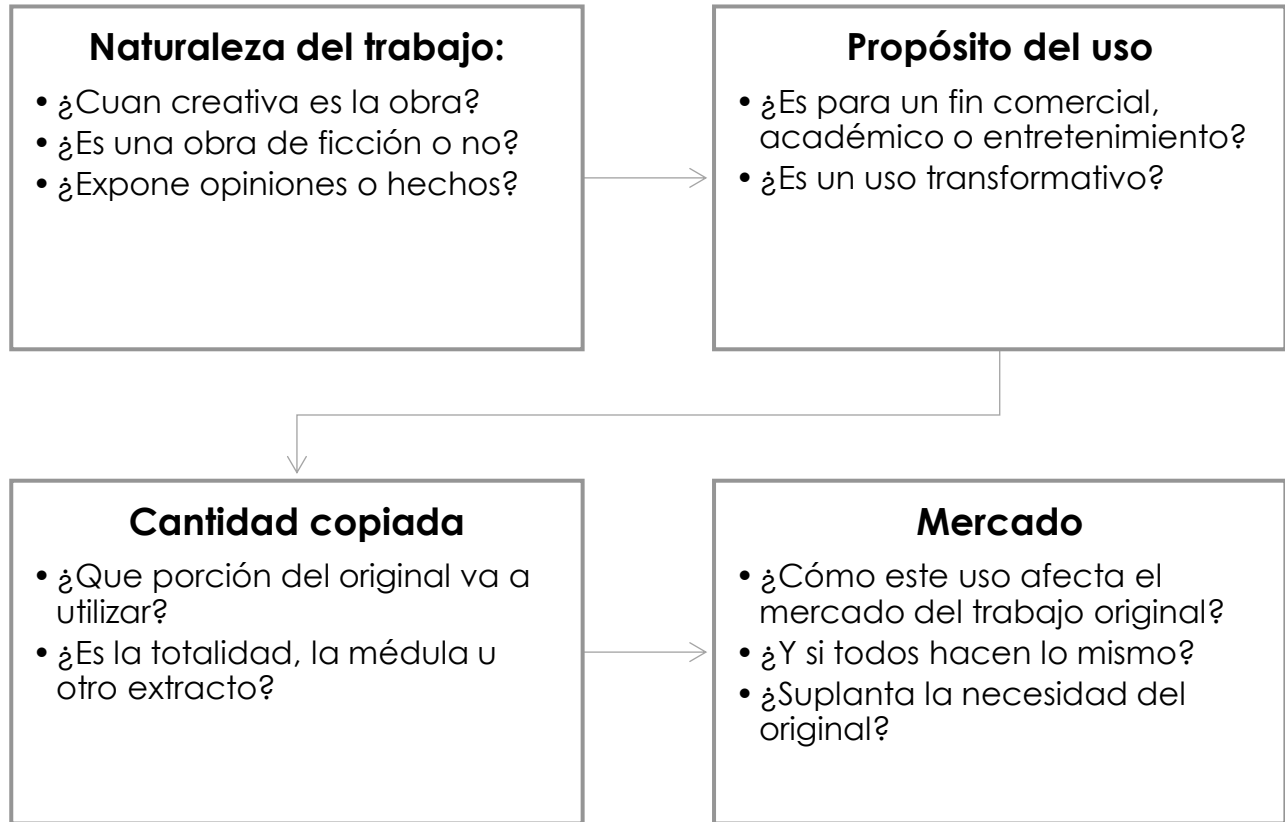 Naturaleza del trabajo:
• ¿Cuan creativa es la obra?
• ¿Es una obra de ficción o no?
• ¿Expone opiniones o hechos?
Propósito del uso
• ¿Es para un fin comercial,
académico o entretenimiento?
• ¿Es un uso transformativo?
Cantidad copiada
• ¿Que porción del original va a
utilizar?
• ¿Es la totalidad, la médula u
otro extracto?
Mercado
• ¿Cómo este uso afecta el
mercado del trabajo original?
• ¿Y si todos hacen lo mismo?
• ¿Suplanta la necesidad del
original?